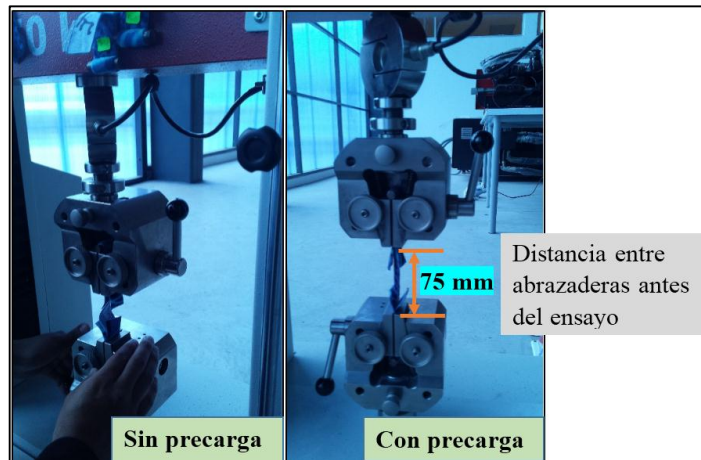 Sin precarga
75 mm
Con precarga
Distancia entre
abrazaderas antes
del ensayo